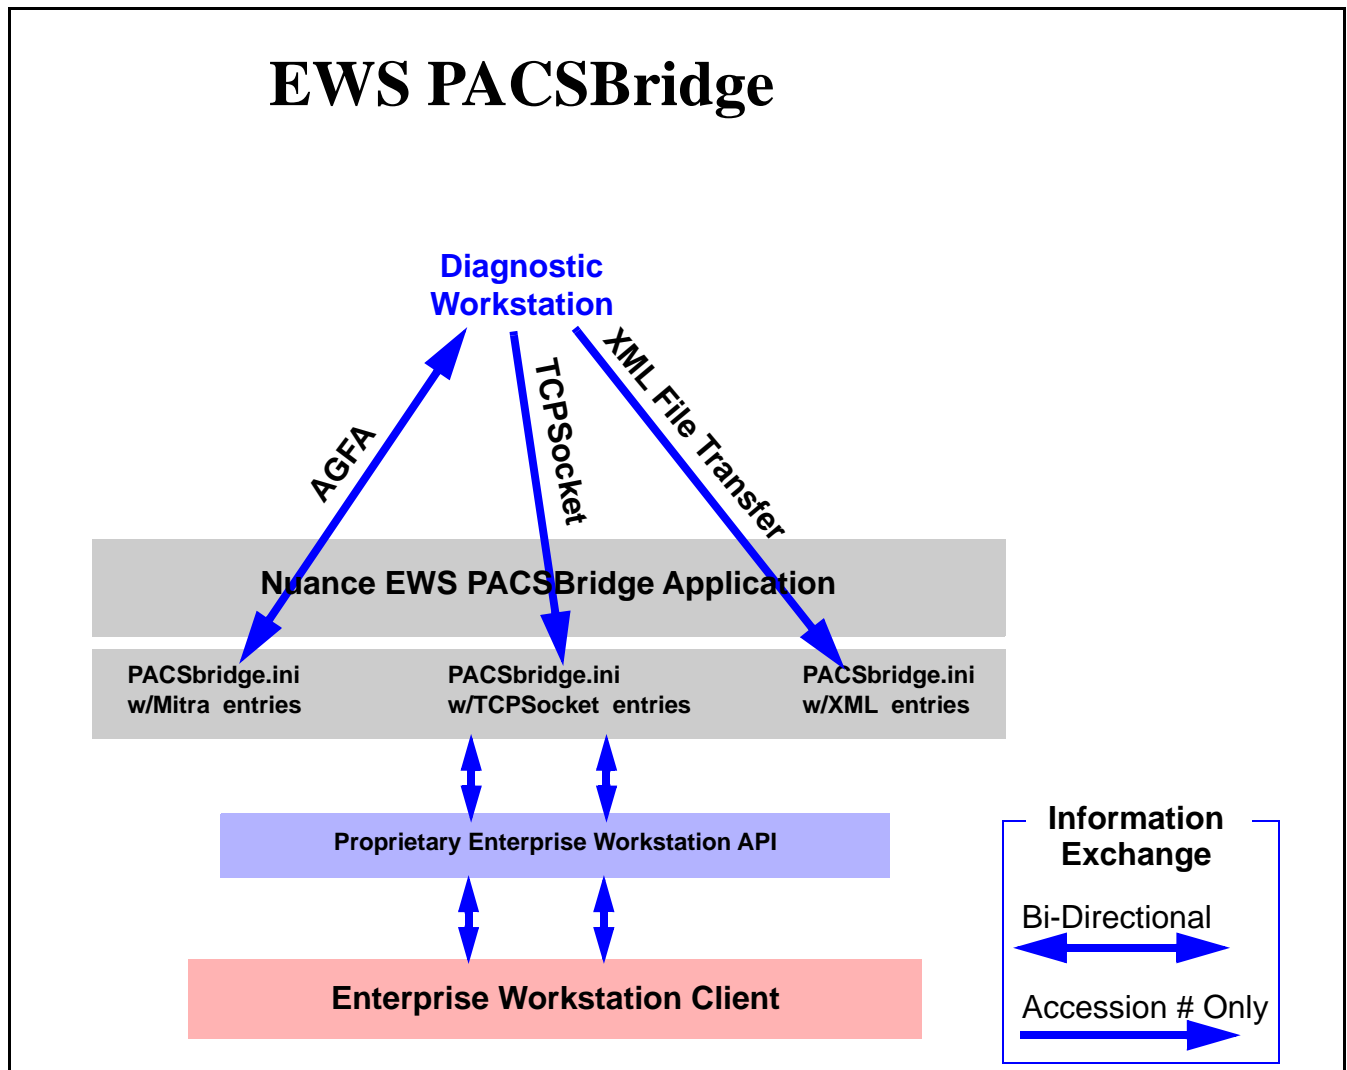 EWS PACSBridge
Diagnostic
Workstation
AGFA
TCPSocket
XML File Transfer
Nuance EWS PACSBridge Application
PACSbridge.ini
w/Mitra entries
PACSbridge.ini
w/TCPSocket entries
PACSbridge.ini
w/XML entries
Proprietary Enterprise Workstation API
Enterprise Workstation Client
Information
Exchange
Bi-Directional
Accession # Only